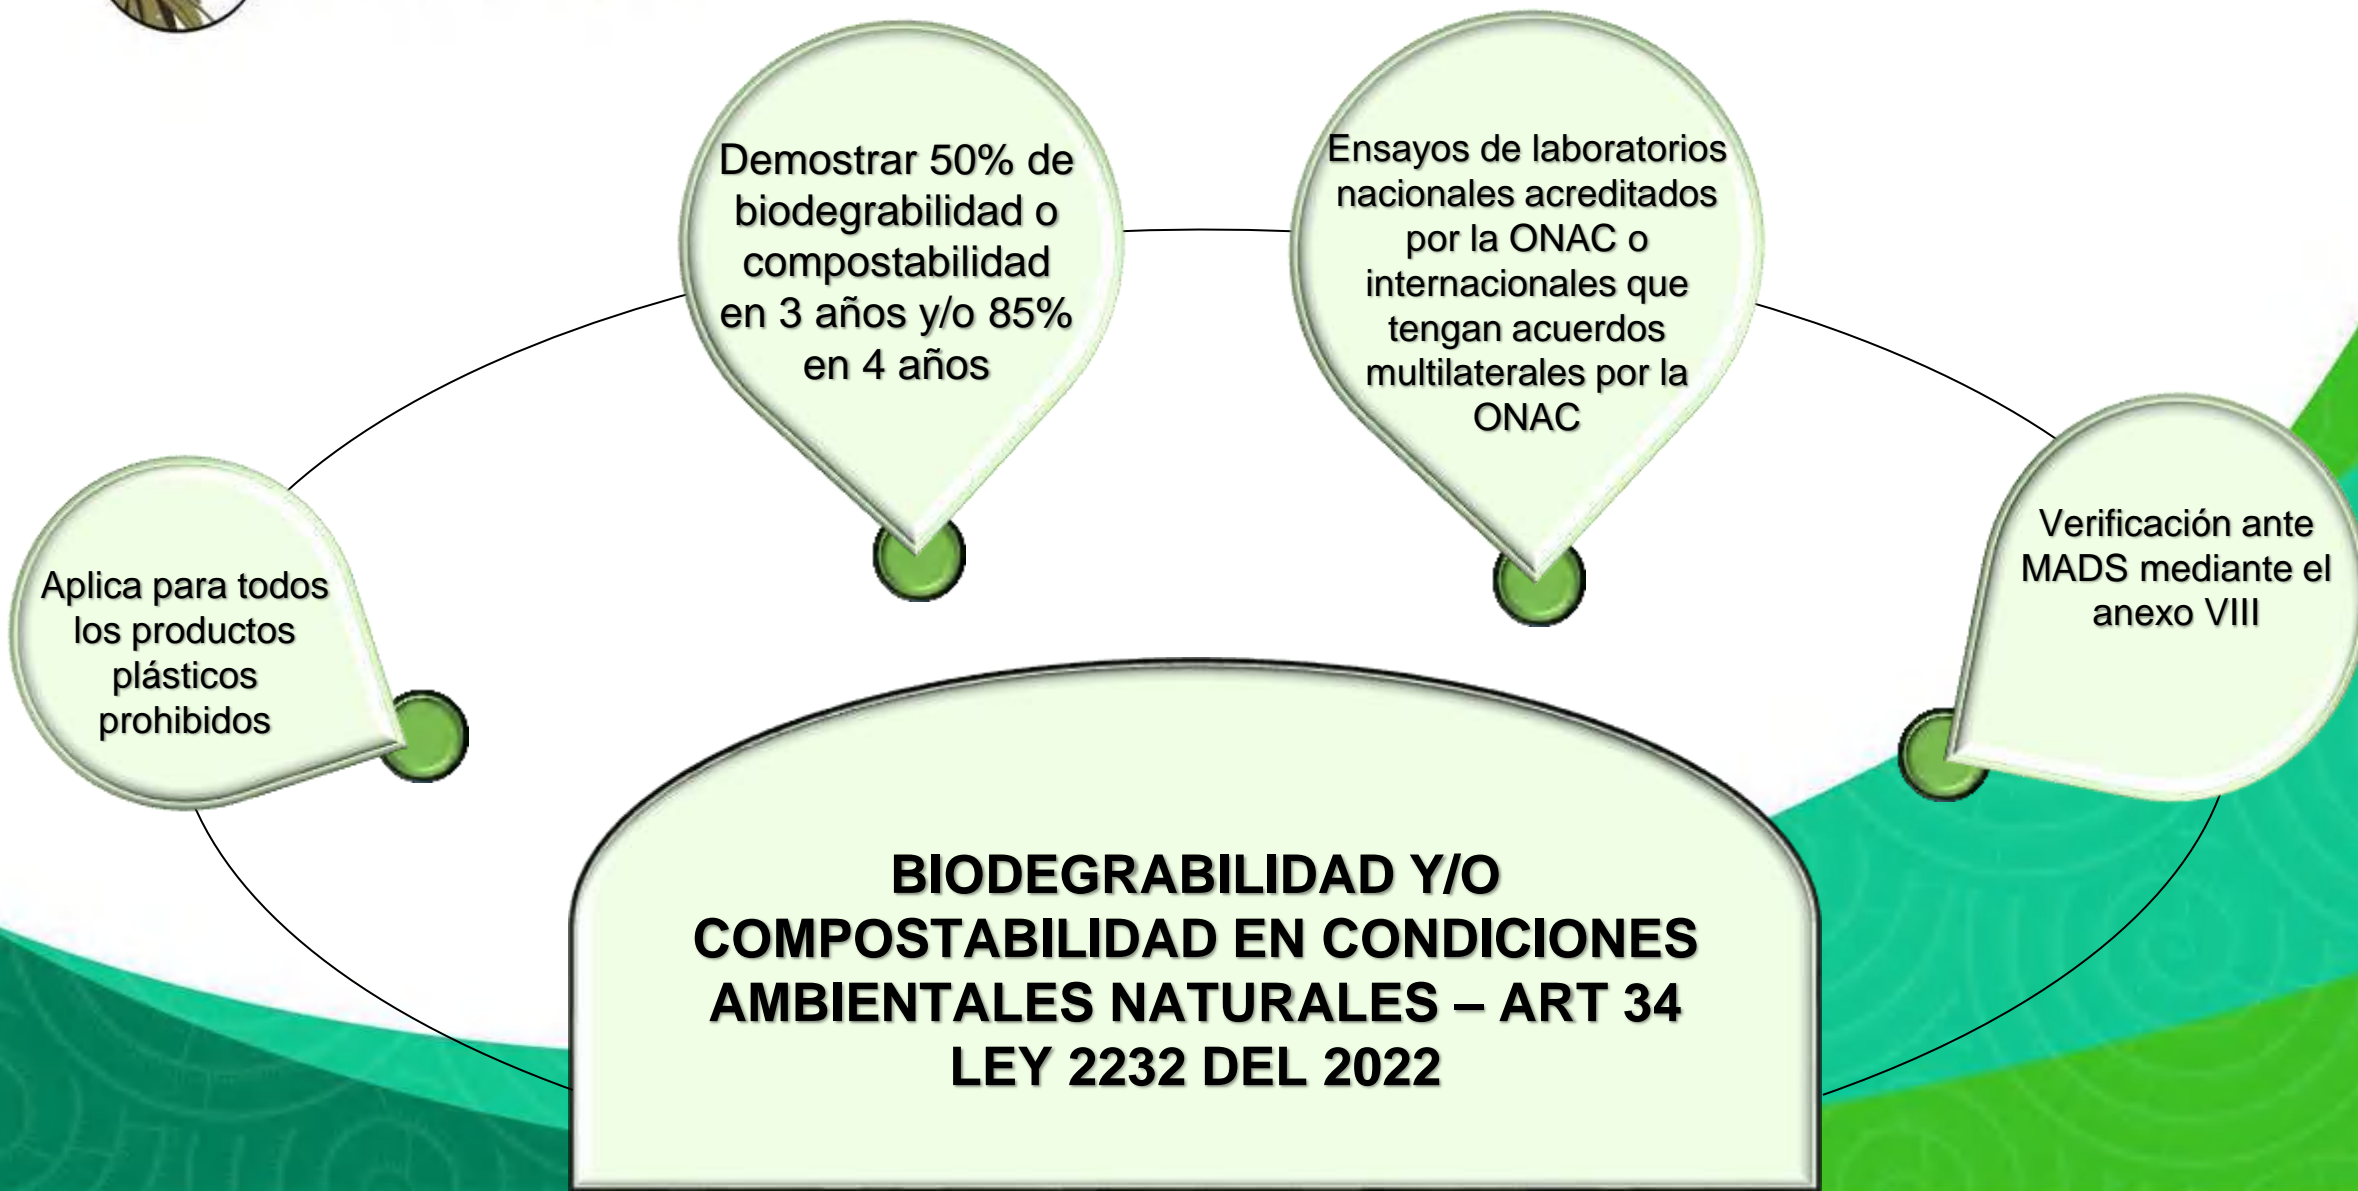 Demostrar 50% de
biodegrabilidad o
compostabilidad
en 3 años y/o 85%
en 4 años
Ensayos de laboratorios
nacionales acreditados
por la ONAC o
internacionales que
tengan acuerdos
multilaterales por la
ONAC
Aplica para todos
los productos
plásticos
prohibidos
Verificación ante
MADS mediante el
anexo VIII
BIODEGRABILIDAD Y/O
COMPOSTABILIDAD EN CONDICIONES
AMBIENTALES NATURALES – ART 34
LEY 2232 DEL 2022